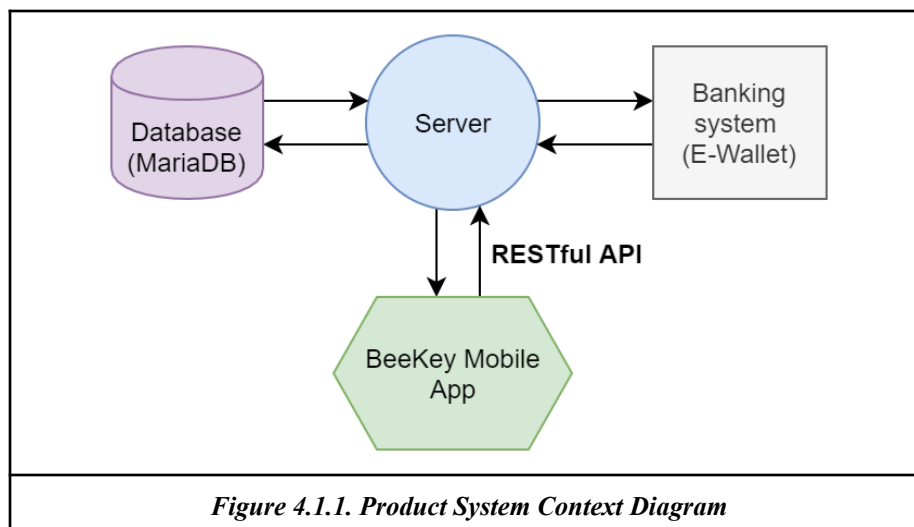 Database
(MariaDB)
Server
Banking
system
(E-Wallet)
RESTful API
BeeKey Mobile
App
Figure 4.1.1. Product System Context Diagram